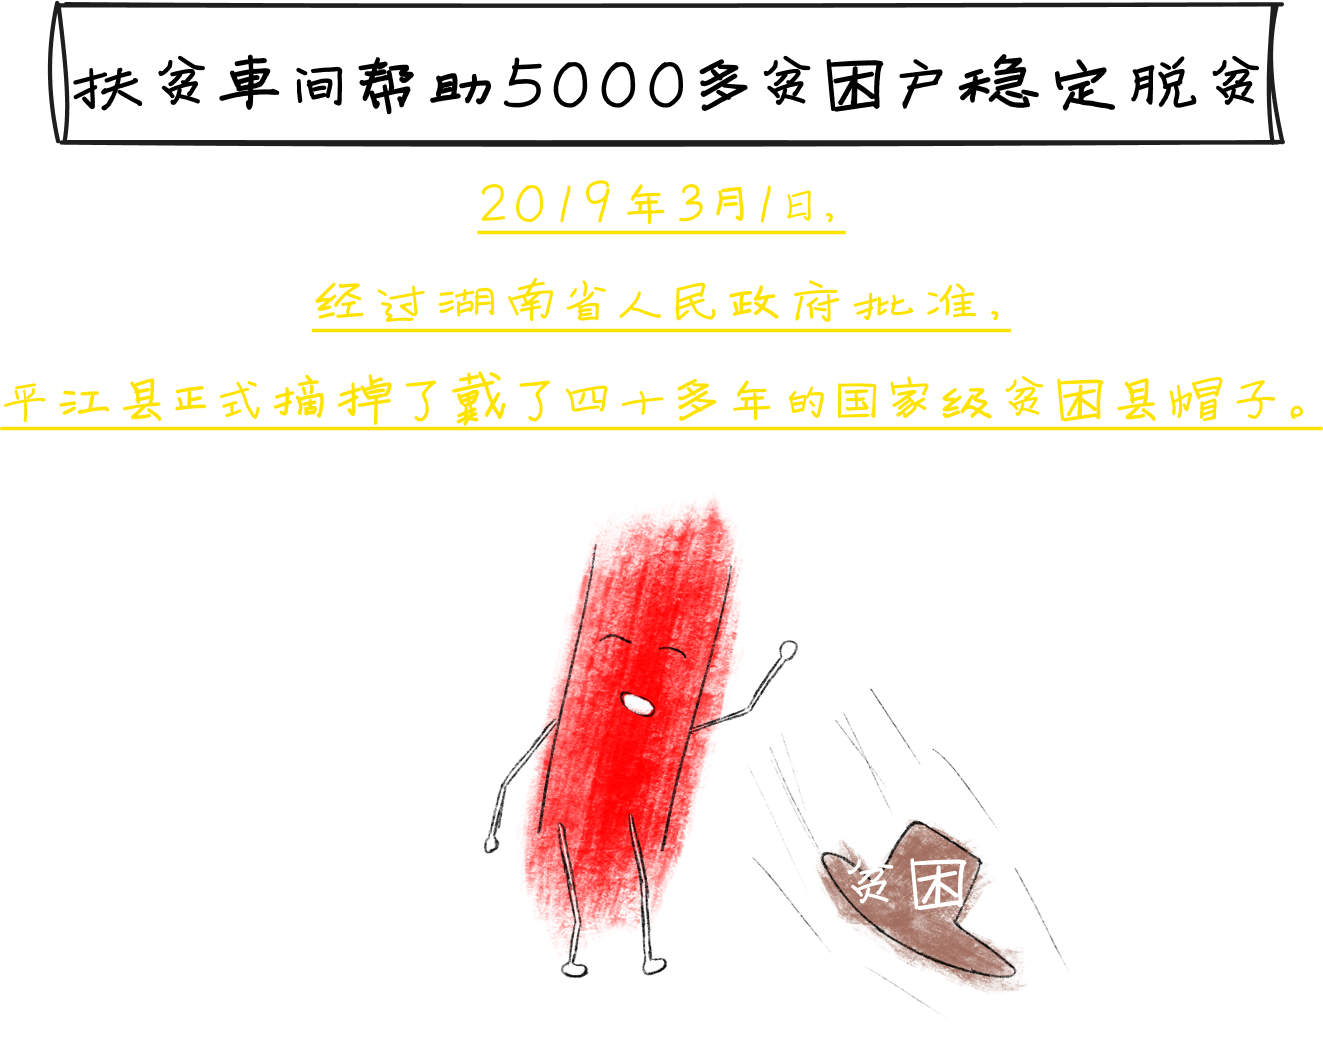 扶贫車间帮助5000多贫困户稳定脱贫
2019年3月1日，
经过湖南省人民政府批准，
平江县正式摘掉了戴了四十多年的国家级贫困县帽子。
贫困